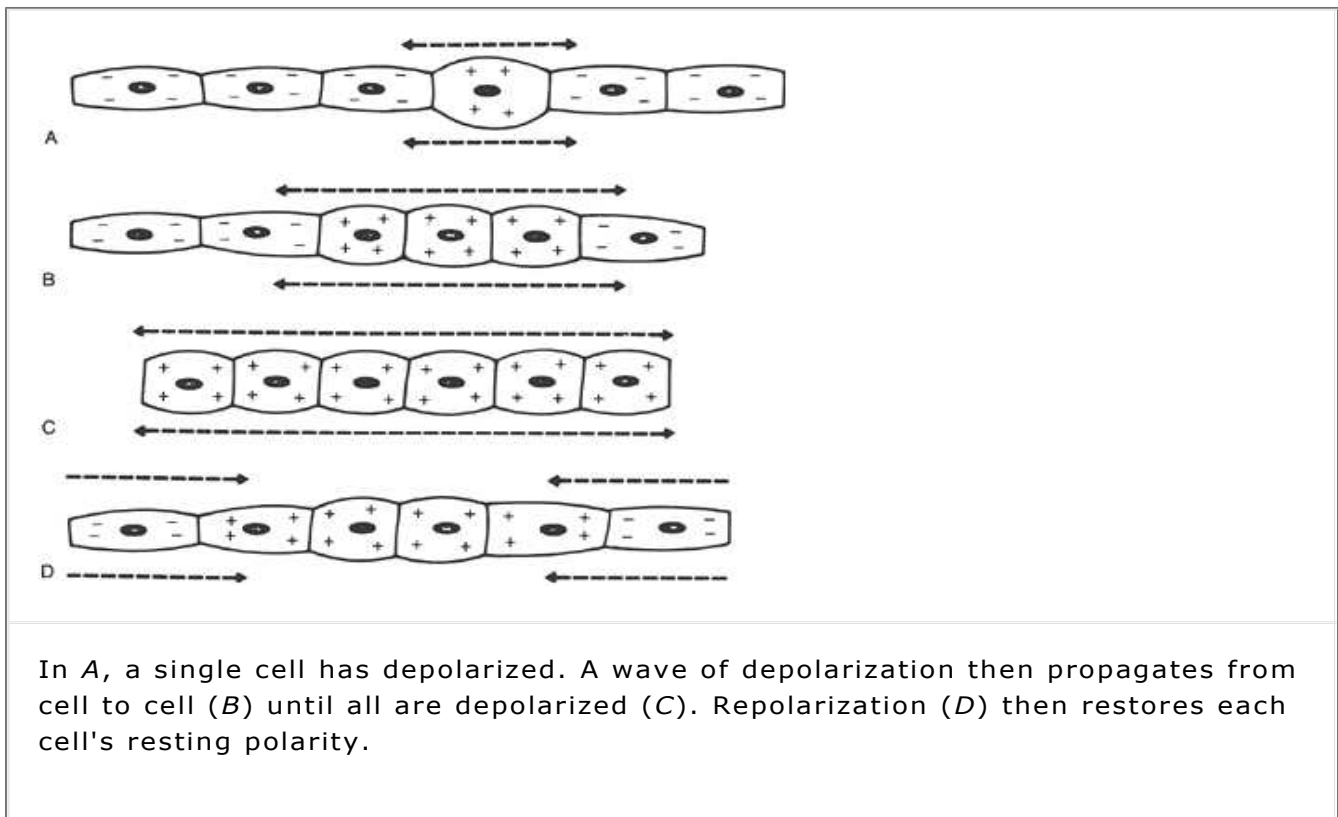 A
B
C
D
In A, a single cell has depolarized. A wave of depolarization then propagates from
cell to cell (B) until all are depolarized (C). Repolarization (D) then restores each
cell's resting polarity.